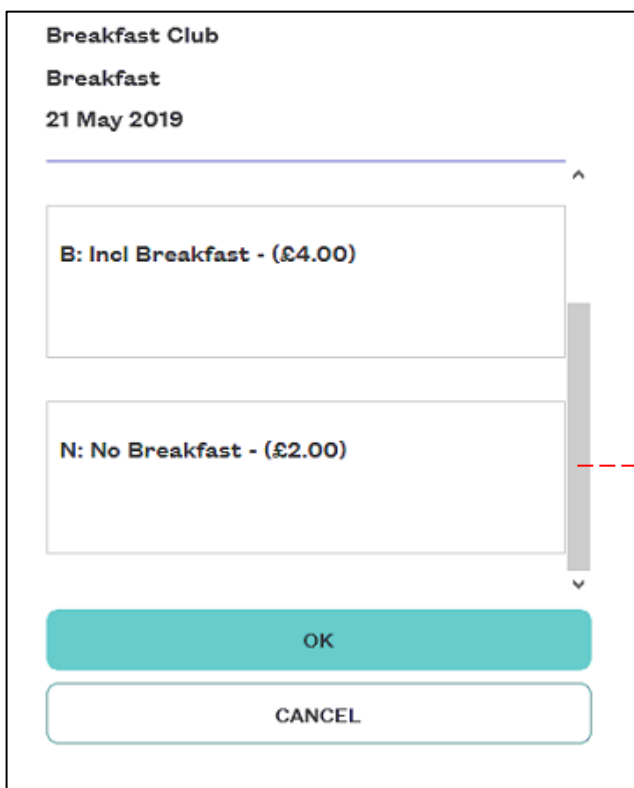 Breakfast Club
Breakfast
21 May 2019
B: Incl Breakfast - (£4.00)
N: No Breakfast - (£2.00)
OK
CANCEL